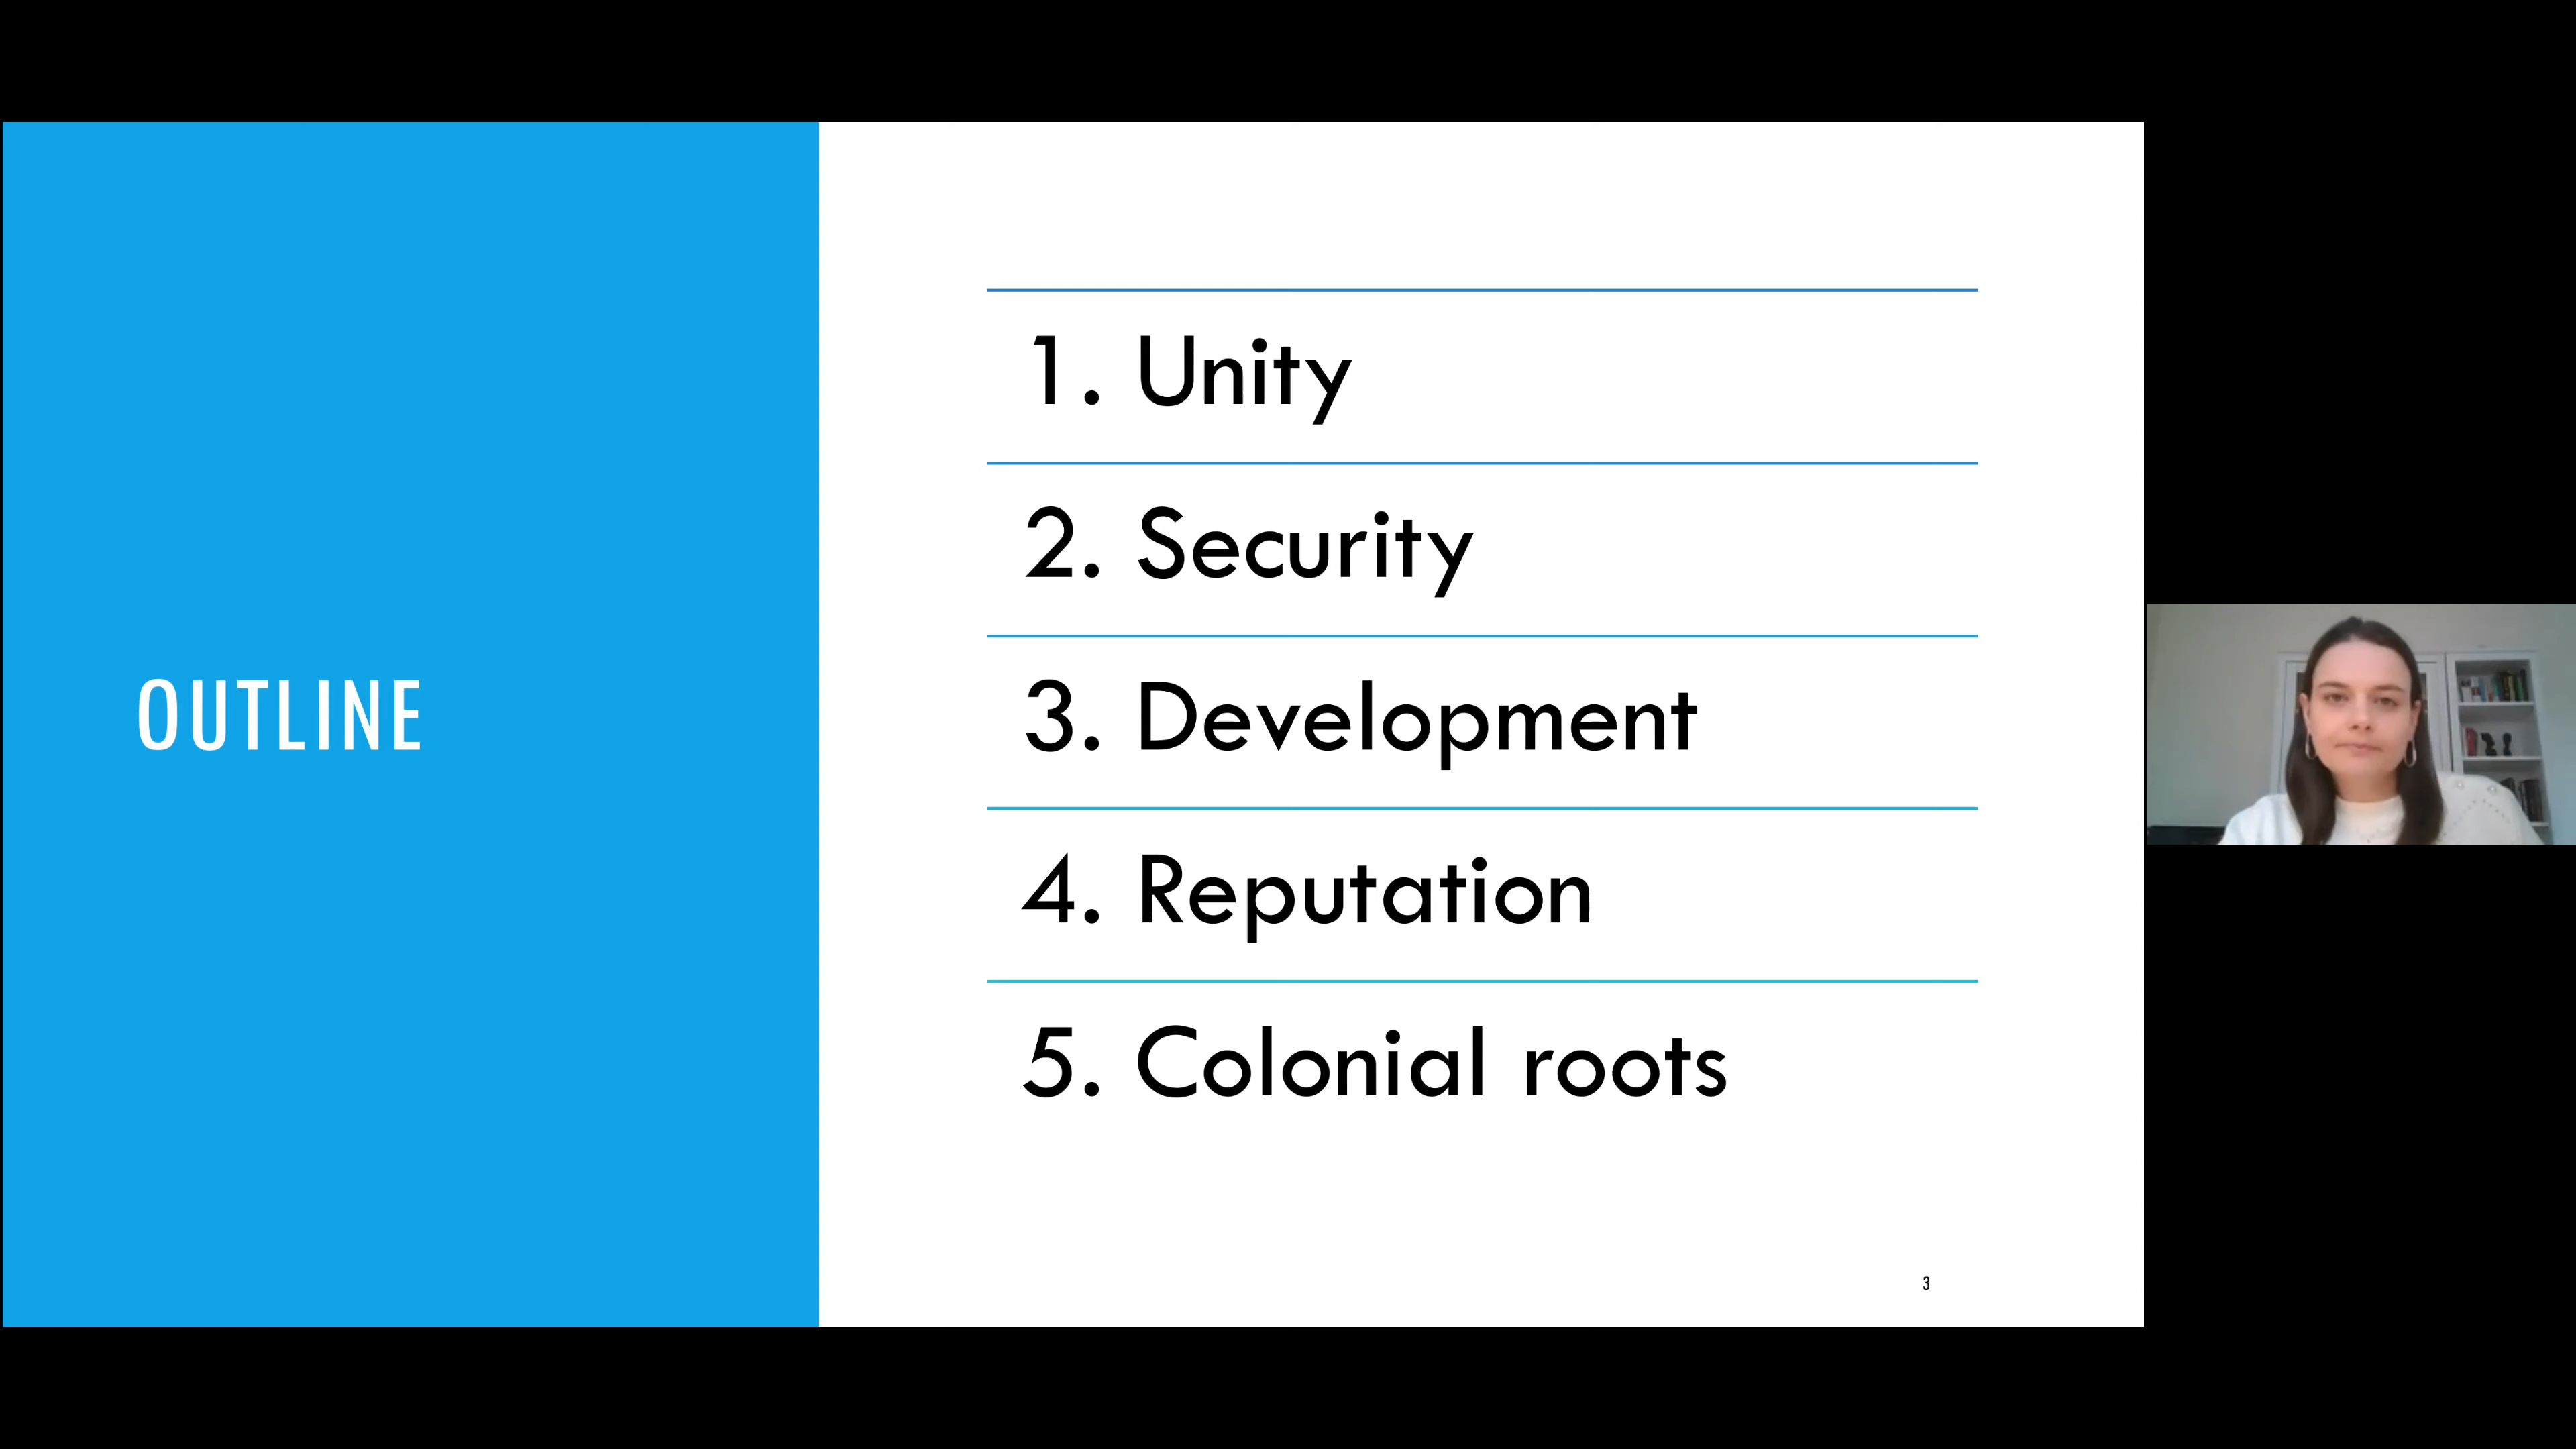 OUTLINE
1. Unity
2. Security
3. Development
4. Reputation
5. Colonial roots
3